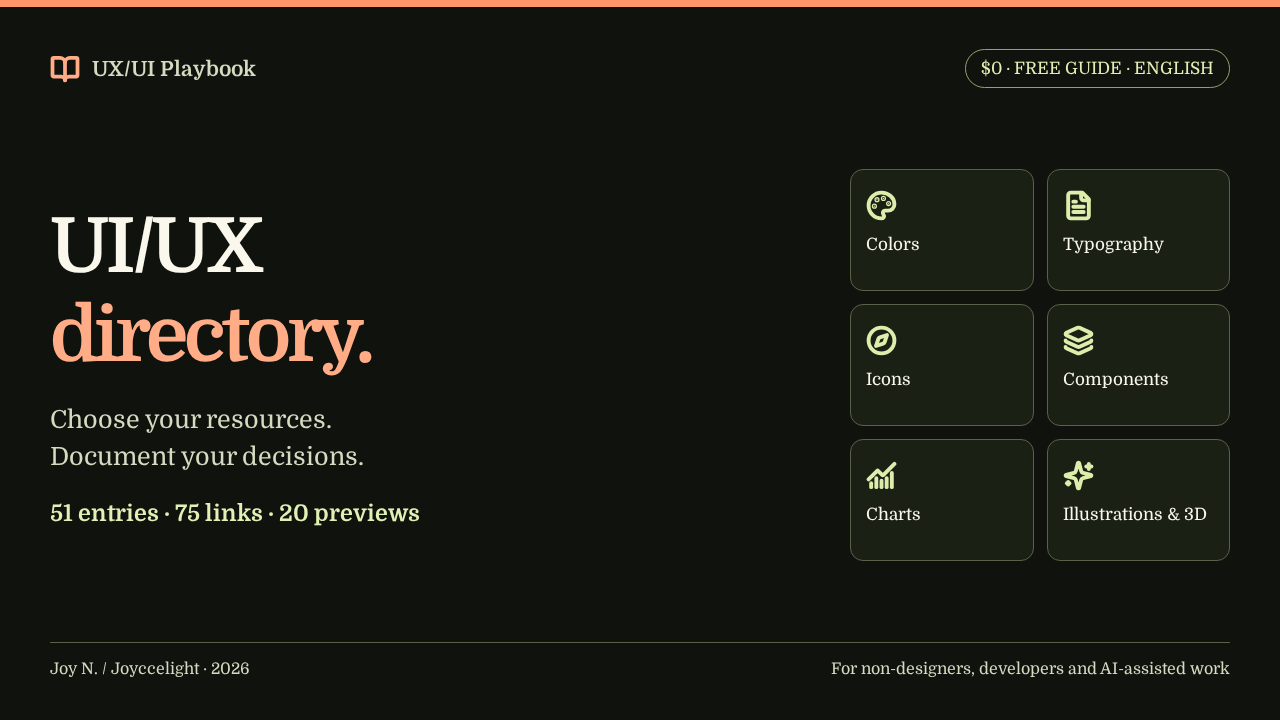 UX/UI Playbook
$0 · FREE GUIDE · ENGLISH
UI/UX
directory.
Choose your resources.
Document your decisions.
51 entries · 75 links · 20 previews
Colors
Typography
Icons
Components
Charts
Illustrations & 3D
Joy N. / Joyccelight · 2026
For non-designers, developers and AI-assisted work